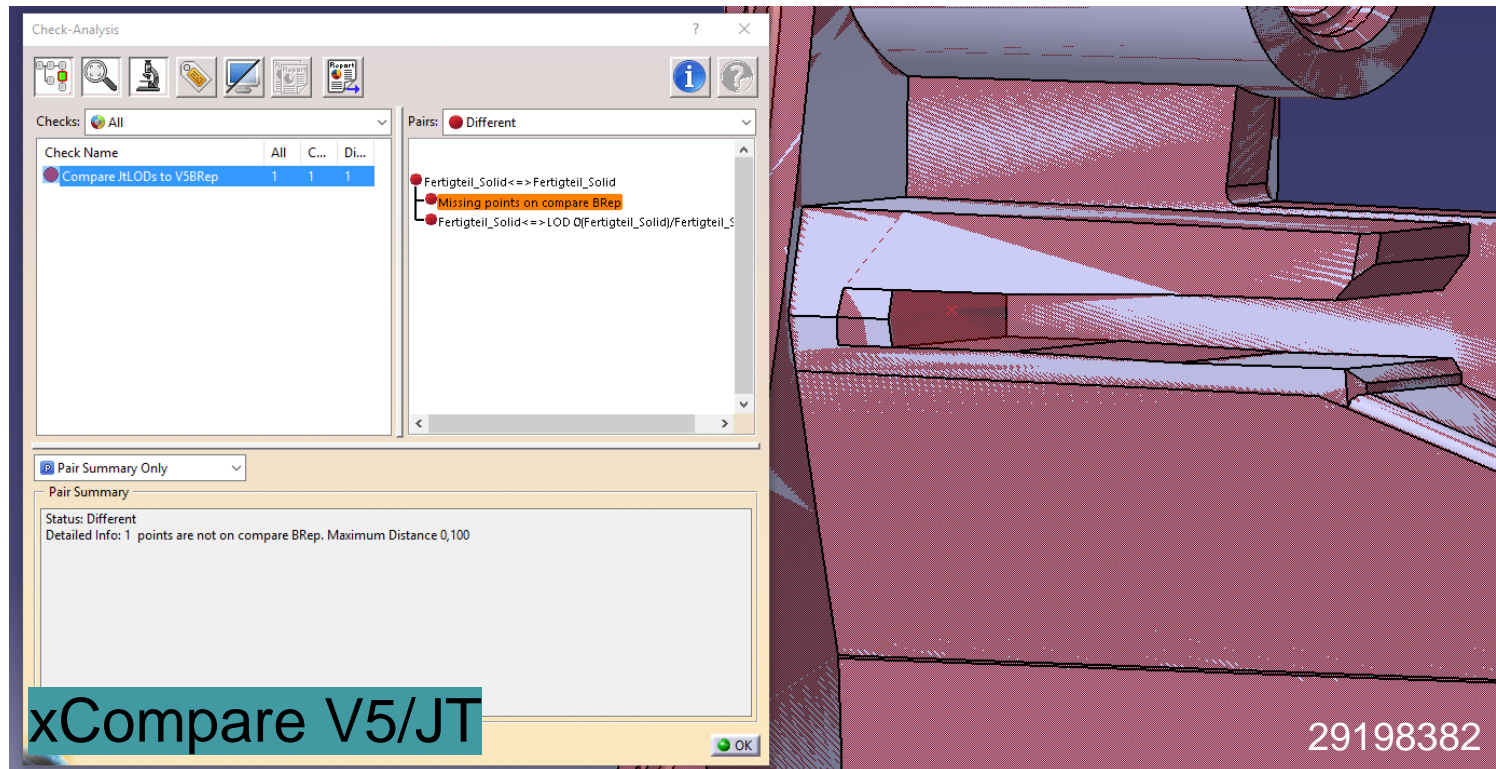 Check-Analysis
Report
Report
Checks: All
Pairs: Different
Check Name All C... Di...
Compare JtLODs to V5BRep 1 1 1
Fertigteil_Solid<=>Fertigteil_Solid
Missing points on compare BRep
Fertigteil_Solid<=>LOD 0(Fertigteil_Solid)/Fertigteil_S
Pair Summary Only
Pair Summary
Status: Different
Detailed Info: 1 points are not on compare BRep. Maximum Distance 0,100
xCompare V5/JT
OK
29198382